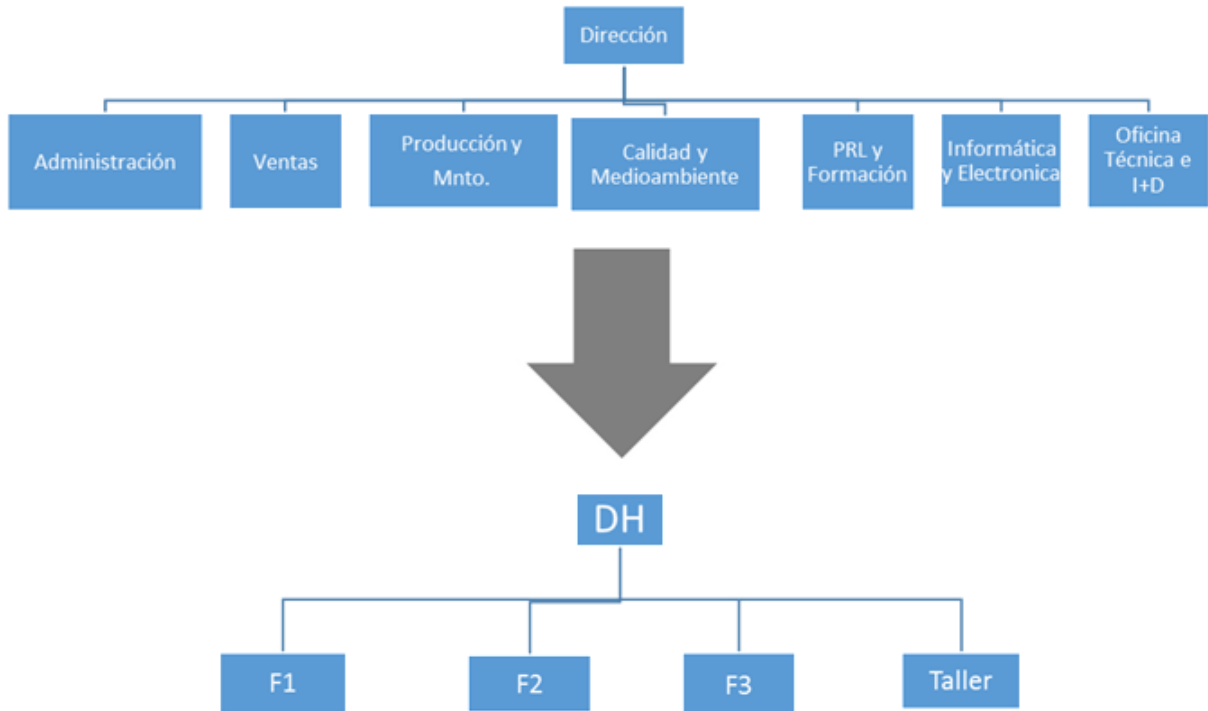 Dirección
Administración
Ventas
Producción y
Mnto.
Calidad y
Medioambiente
PRL y
Formación
Informática
y Electronica
Oficina
Técnica e
I+D
DH
F1
F2
F3
Taller